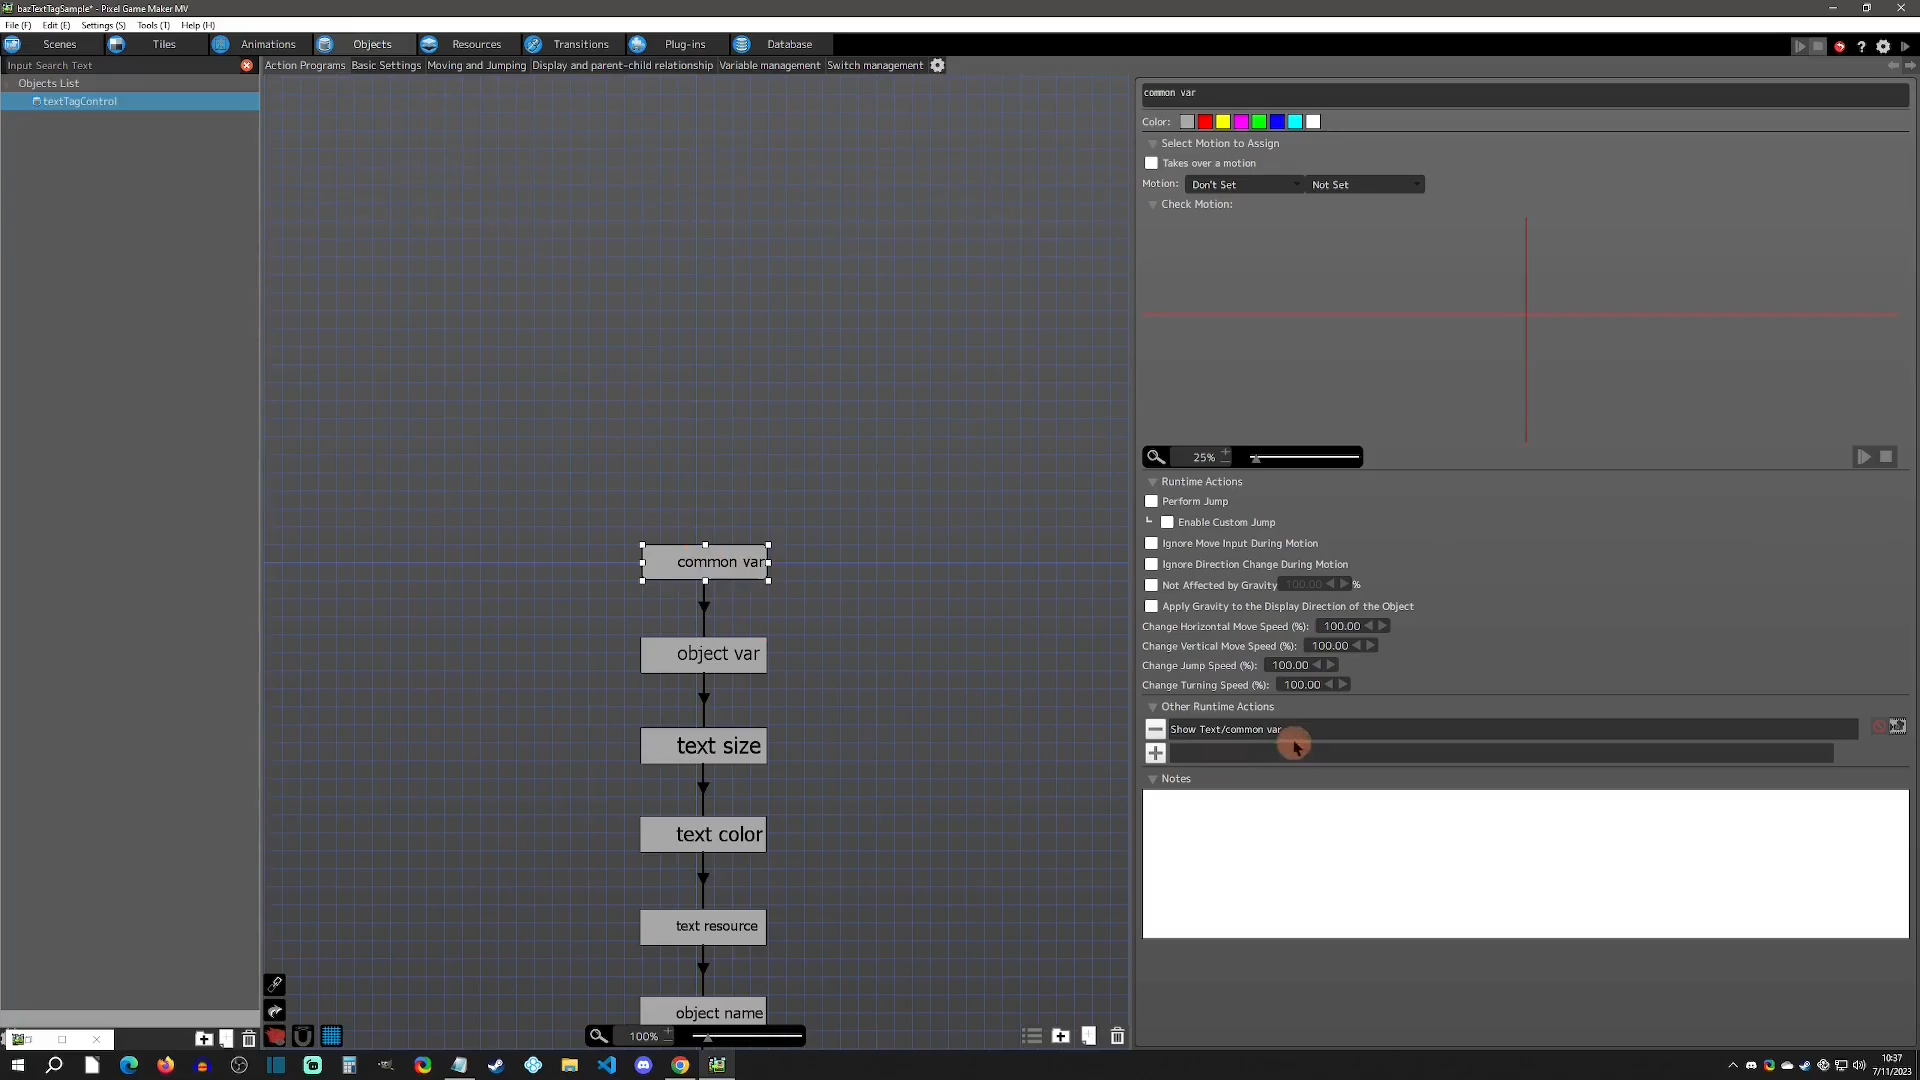 bazTextTagSample* - Pixel Game Maker MV
File (F) Edit (E) Settings (S) Tools (T) Help (H)
Scenes Tiles Animations Objects Resources Transitions Plug-ins Database
Input Search Text
Action Programs Basic Settings Moving and Jumping Display and parent-child relationship Variable management Switch management
Objects List
textTagControl
common var
Color:
Select Motion to Assign
Takes over a motion
Motion: Don't Set Not Set
Check Motion:
25%
Runtime Actions
Perform Jump
Enable Custom Jump
Ignore Move Input During Motion
Ignore Direction Change During Motion
Not Affected by Gravity 100.00 %
Apply Gravity to the Display Direction of the Object
Change Horizontal Move Speed (%): 100.00
Change Vertical Move Speed (%): 100.00
Change Jump Speed (%): 100.00
Change Turning Speed (%): 100.00
Other Runtime Actions
Show Text/common var
Notes
common var
object var
text size
text color
text resource
object name
100%
10:37
7/11/2023